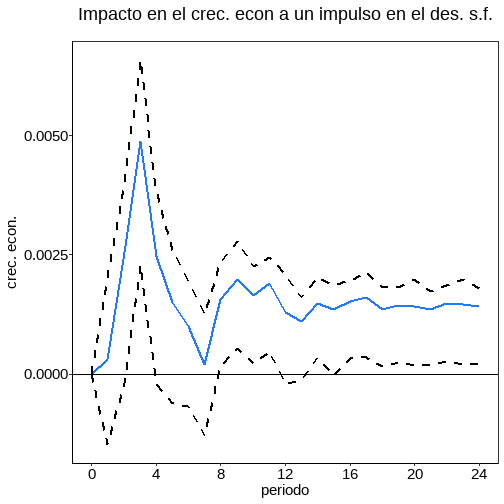 Impacto en el crec. econ a un impulso en el des. s.f.
crec. econ.
0.0050
0.0025
0.0000
0 4 8 12 16 20 24
periodo